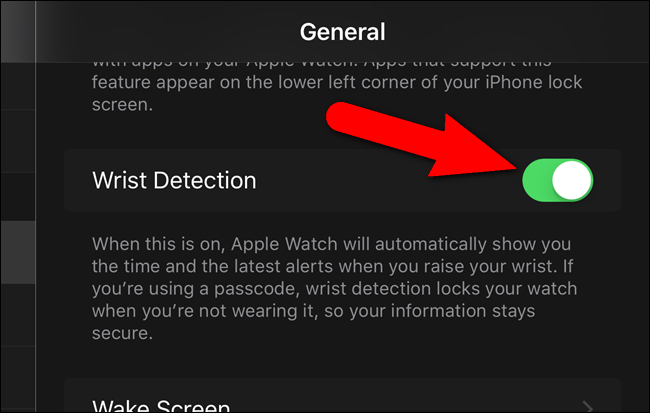 General
with apps on your Apple Watch. Apps that support this
feature appear on the lower left corner of your iPhone lock
screen.
Wrist Detection
When this is on, Apple Watch will automatically show you
the time and the latest alerts when you raise your wrist. If
you're using a passcode, wrist detection locks your watch
when you're not wearing it, so your information stays
secure.
Wake Screen